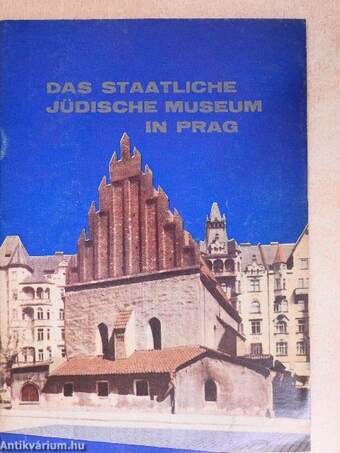 DAS STAATLICHE
JÜDISCHE MUSEUM
IN PRAG
Antikvárium.hu